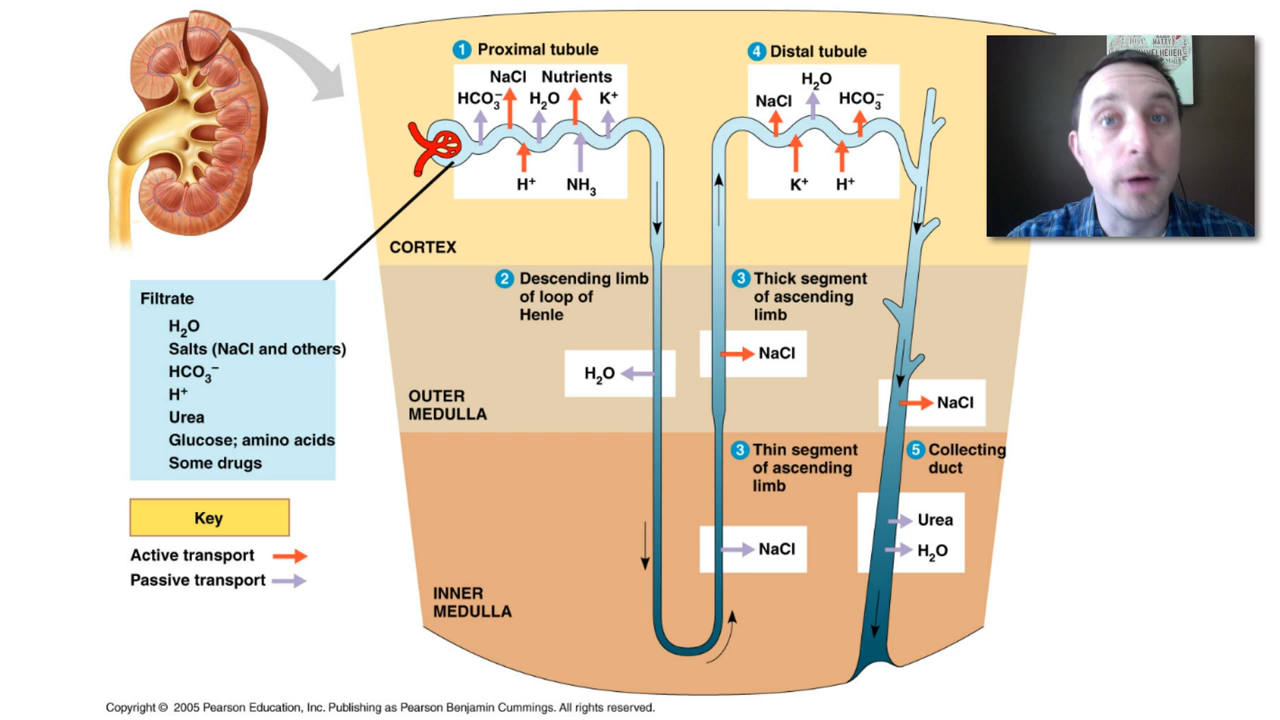 1 Proximal tubule
NaCl Nutrients
HCO₃⁻ H₂O K⁺
H⁺ NH₃
4 Distal tubule
H₂O
NaCl HCO₃⁻
K⁺ H⁺
CORTEX
Filtrate
H₂O
Salts (NaCl and others)
HCO₃⁻
H⁺
Urea
Glucose; amino acids
Some drugs
2 Descending limb
of loop of
Henle
3 Thick segment
of ascending
limb
NaCl
H₂O
OUTER
MEDULLA
NaCl
3 Thin segment
of ascending
limb
5 Collecting
duct
Urea
H₂O
NaCl
INNER
MEDULLA
Key
Active transport
Passive transport
Copyright © 2005 Pearson Education, Inc. Publishing as Pearson Benjamin Cummings. All rights reserved.